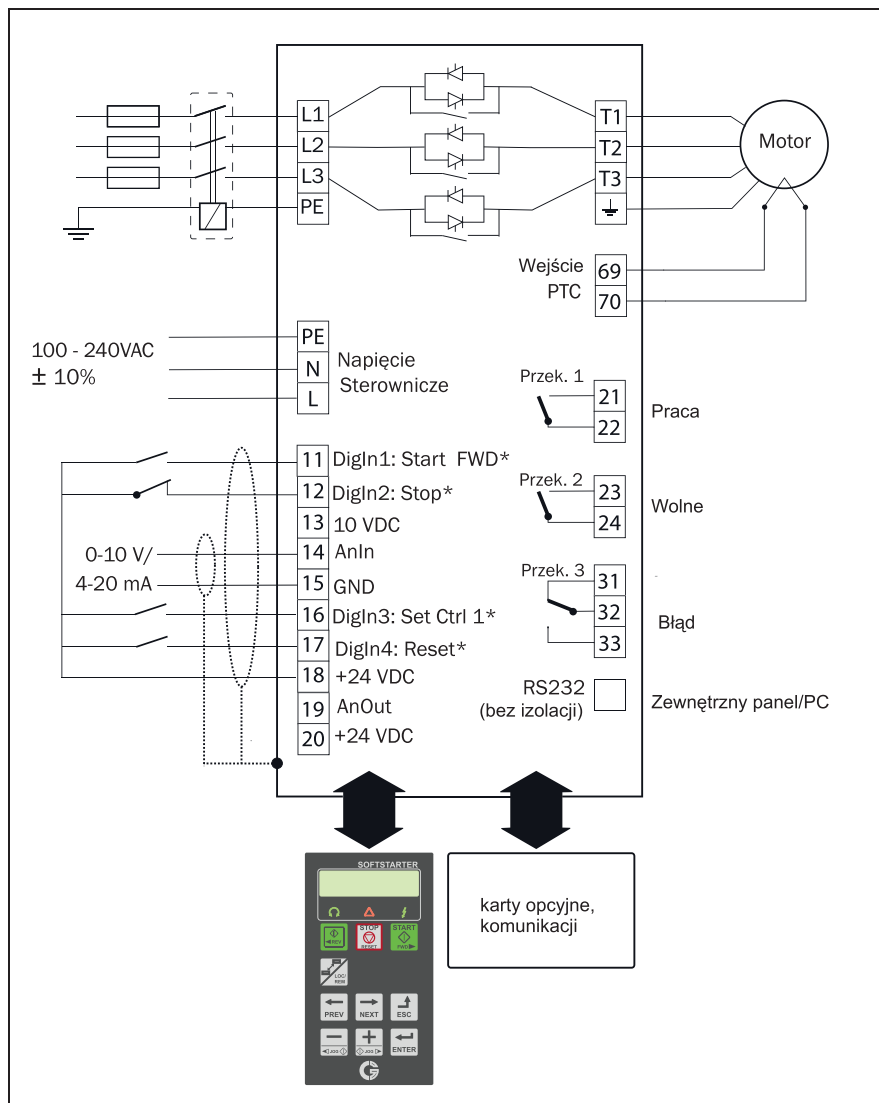 L1
L2
L3
PE
T1
T2
T3
Motor
Wejście
PTC
69
70
100 - 240VAC
± 10%
PE
N
L
Napięcie
Sterownicze
Przek. 1
21
22
Praca
11 DigIn1: Start FWD*
12 DigIn2: Stop*
13 10 VDC
0-10 V/
14 AnIn
4-20 mA
15 GND
16 DigIn3: Set Ctrl 1*
17 DigIn4: Reset*
18 +24 VDC
19 AnOut
20 +24 VDC
Przek. 2
23
24
Wolne
Przek. 3
31
32
33
Błąd
RS232
(bez izolacji)
Zewnętrzny panel/PC
SOFTSTARTER
REV
STOP
RESET
START
FWD
LOC/
REM
PREV
NEXT
ESC
JOG
JOG
ENTER
karty opcyjne,
komunikacji